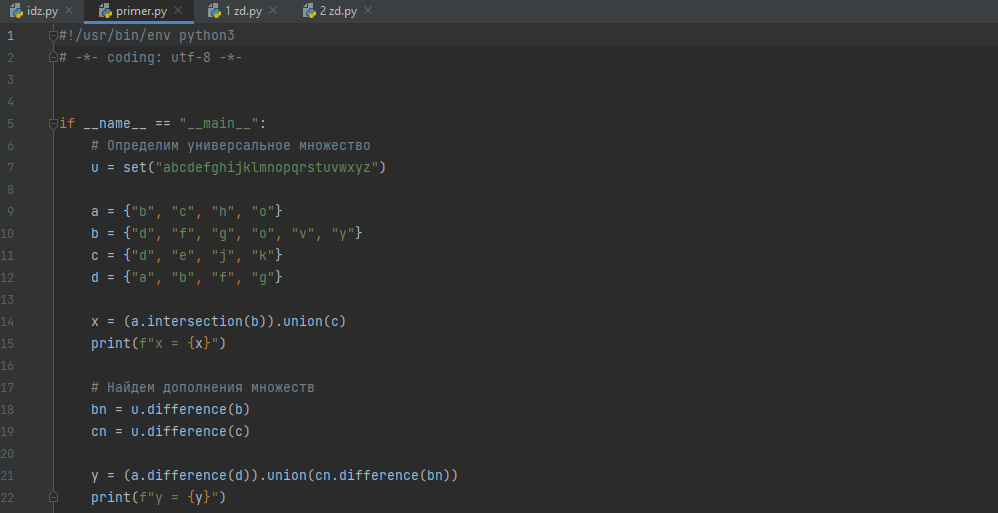 idz.py primer.py 1 zd.py 2 zd.py
1 #!/usr/bin/env python3
2 # -*- coding: utf-8 -*-
3
4
5 if __name__ == "__main__":
6     # Определим универсальное множество
7     u = set("abcdefghijklmnopqrstuvwxyz")
8
9     a = {"b", "c", "h", "o"}
10     b = {"d", "f", "g", "o", "v", "y"}
11     c = {"d", "e", "j", "k"}
12     d = {"a", "b", "f", "g"}
13
14     x = (a.intersection(b)).union(c)
15     print(f"x = {x}")
16
17     # Найдем дополнения множеств
18     bn = u.difference(b)
19     cn = u.difference(c)
20
21     y = (a.difference(d)).union(cn.difference(bn))
22     print(f"y = {y}")